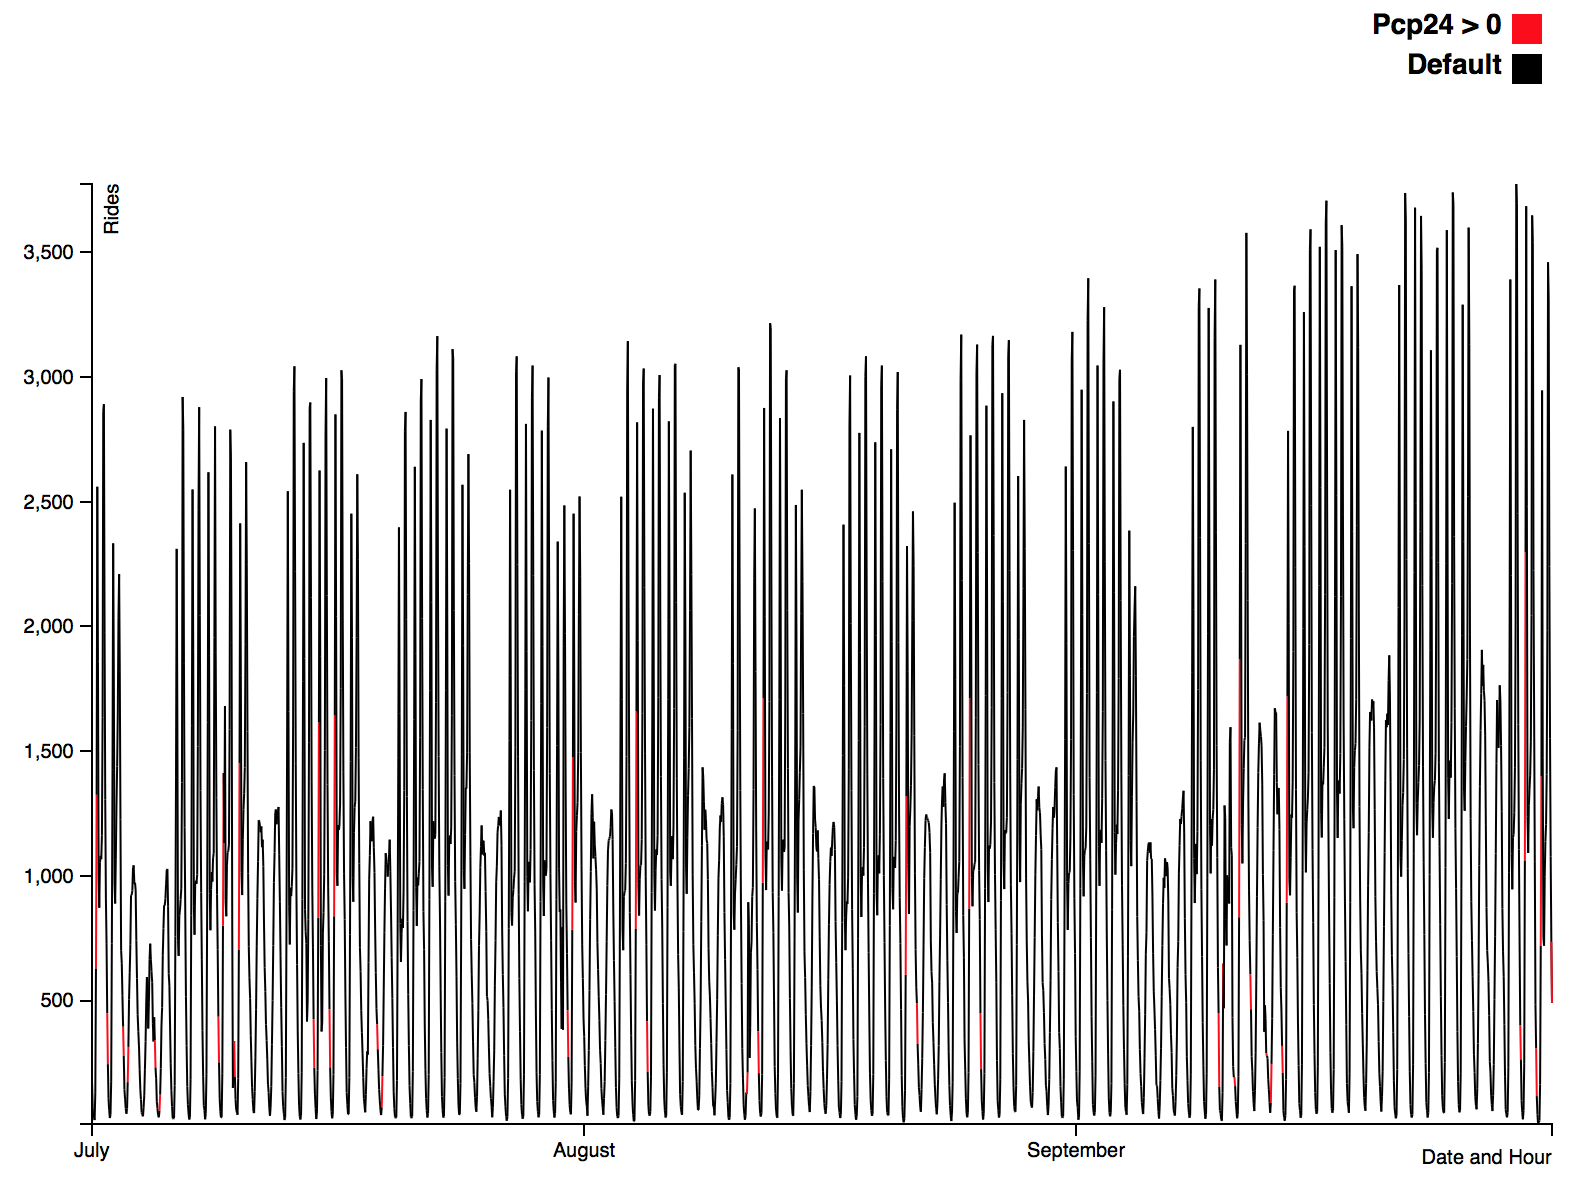 Pcp24 > 0
Default
Rides
3,500
3,000
2,500
2,000
1,500
1,000
500
July
August
September
Date and Hour